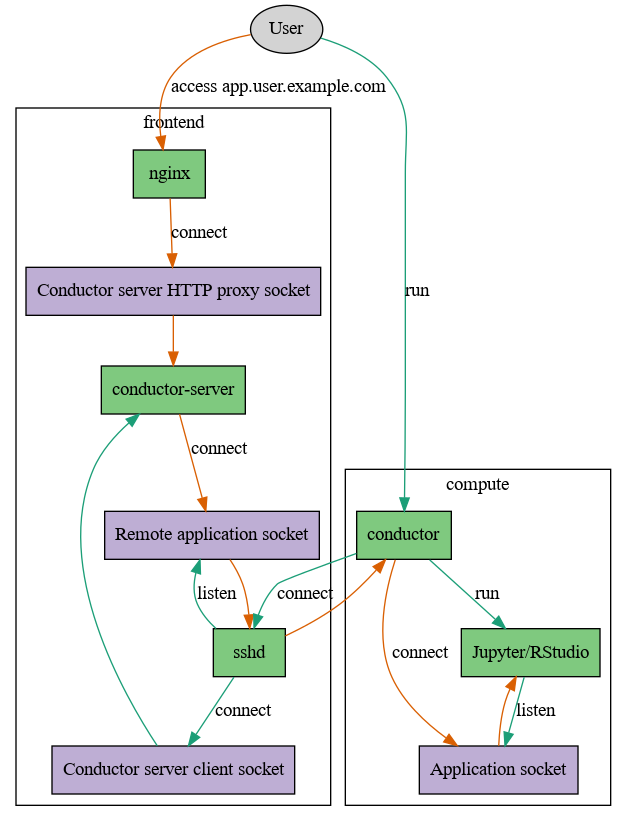 User
access app.user.example.com
frontend
nginx
connect
Conductor server HTTP proxy socket
run
conductor-server
connect
compute
Remote application socket
conductor
listen
connect
run
sshd
connect
Jupyter/RStudio
connect
listen
Conductor server client socket
Application socket